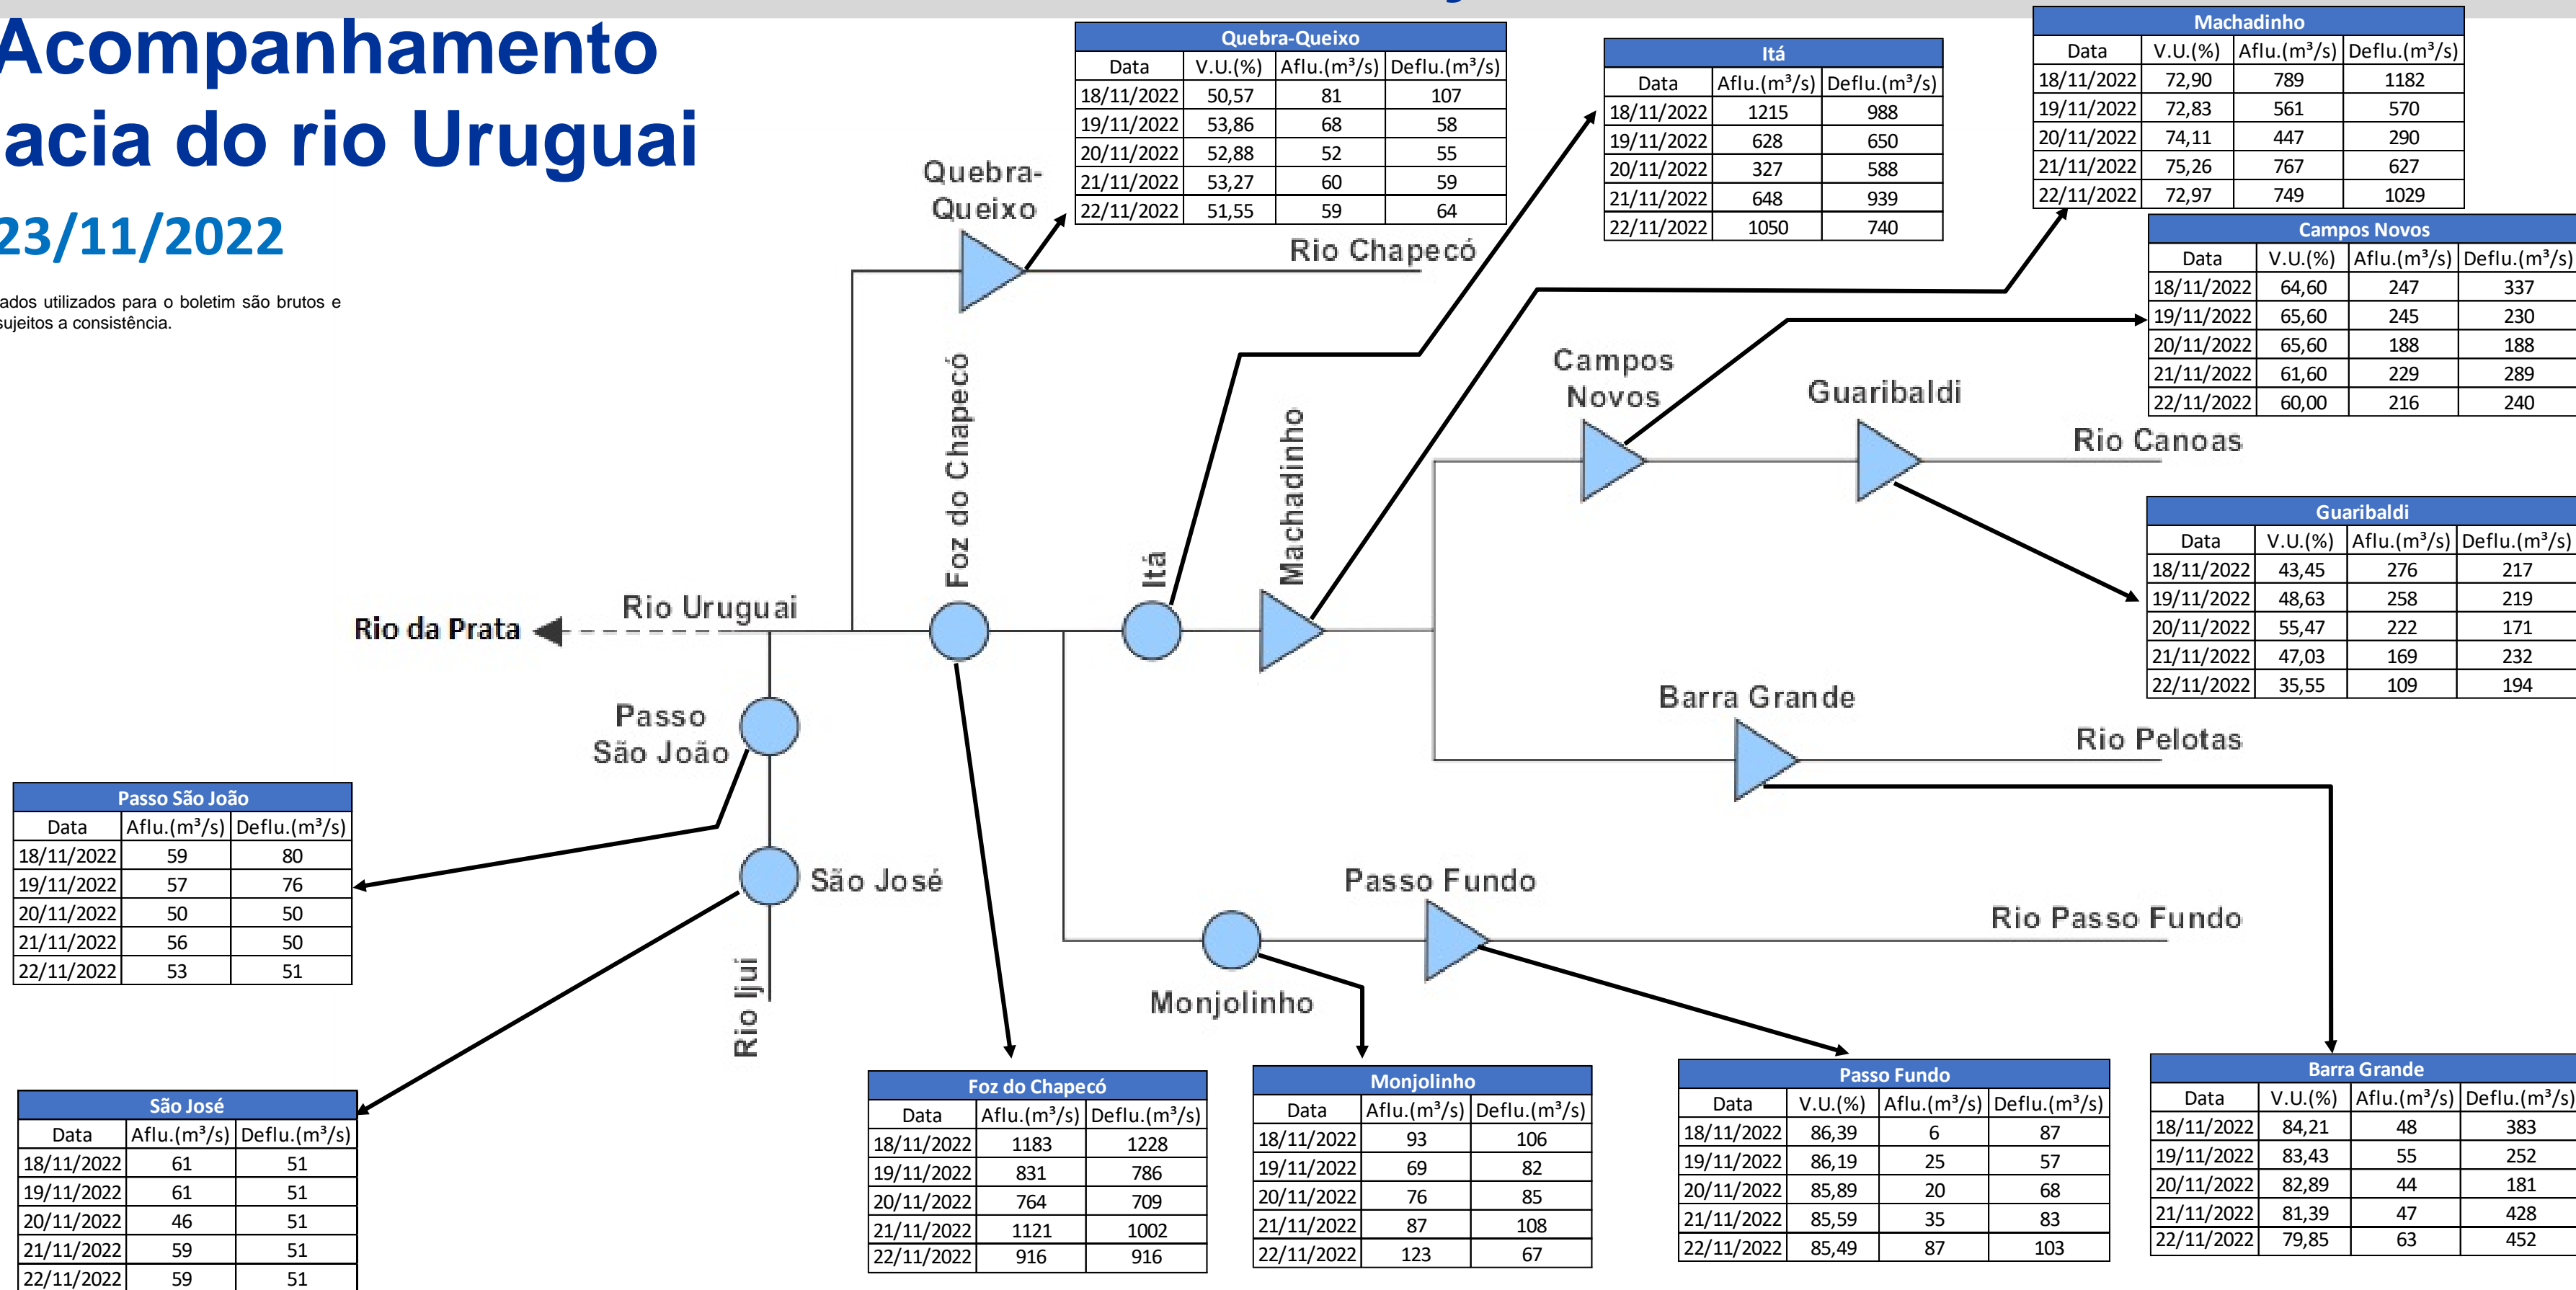 Acompanhamento
acia do rio Uruguai
23/11/2022
ados utilizados para o boletim são brutos e
sujeitos a consistência.
Quebra-Queixo
Data V.U.(%) Aflu.(m³/s) Deflu.(m³/s)
18/11/2022 50,57 81 107
19/11/2022 53,86 68 58
20/11/2022 52,88 52 55
21/11/2022 53,27 60 59
22/11/2022 51,55 59 64
Itá
Data Aflu.(m³/s) Deflu.(m³/s)
18/11/2022 1215 988
19/11/2022 628 650
20/11/2022 327 588
21/11/2022 648 939
22/11/2022 1050 740
Machadinho
Data V.U.(%) Aflu.(m³/s) Deflu.(m³/s)
18/11/2022 72,90 789 1182
19/11/2022 72,83 561 570
20/11/2022 74,11 447 290
21/11/2022 75,26 767 627
22/11/2022 72,97 749 1029
Campos Novos
Data V.U.(%) Aflu.(m³/s) Deflu.(m³/s)
18/11/2022 64,60 247 337
19/11/2022 65,60 245 230
20/11/2022 65,60 188 188
21/11/2022 61,60 229 289
22/11/2022 60,00 216 240
Quebra-
Queixo
Rio Chapecó
Foz do Chapecó
Itá
Machadinho
Campos
Novos
Guaribaldi
Rio Canoas
Guaribaldi
Data V.U.(%) Aflu.(m³/s) Deflu.(m³/s)
18/11/2022 43,45 276 217
19/11/2022 48,63 258 219
20/11/2022 55,47 222 171
21/11/2022 47,03 169 232
22/11/2022 35,55 109 194
Rio da Prata
Rio Uruguai
Passo
São João
Barra Grande
Rio Pelotas
São José
Passo Fundo
Rio Passo Fundo
Monjolinho
Rio Ijuí
Passo São João
Data Aflu.(m³/s) Deflu.(m³/s)
18/11/2022 59 80
19/11/2022 57 76
20/11/2022 50 50
21/11/2022 56 50
22/11/2022 53 51
São José
Data Aflu.(m³/s) Deflu.(m³/s)
18/11/2022 61 51
19/11/2022 61 51
20/11/2022 46 51
21/11/2022 59 51
22/11/2022 59 51
Foz do Chapecó
Data Aflu.(m³/s) Deflu.(m³/s)
18/11/2022 1183 1228
19/11/2022 831 786
20/11/2022 764 709
21/11/2022 1121 1002
22/11/2022 916 916
Monjolinho
Data Aflu.(m³/s) Deflu.(m³/s)
18/11/2022 93 106
19/11/2022 69 82
20/11/2022 76 85
21/11/2022 87 108
22/11/2022 123 67
Passo Fundo
Data V.U.(%) Aflu.(m³/s) Deflu.(m³/s)
18/11/2022 86,39 6 87
19/11/2022 86,19 25 57
20/11/2022 85,89 20 68
21/11/2022 85,59 35 83
22/11/2022 85,49 87 103
Barra Grande
Data V.U.(%) Aflu.(m³/s) Deflu.(m³/s)
18/11/2022 84,21 48 383
19/11/2022 83,43 55 252
20/11/2022 82,89 44 181
21/11/2022 81,39 47 428
22/11/2022 79,85 63 452